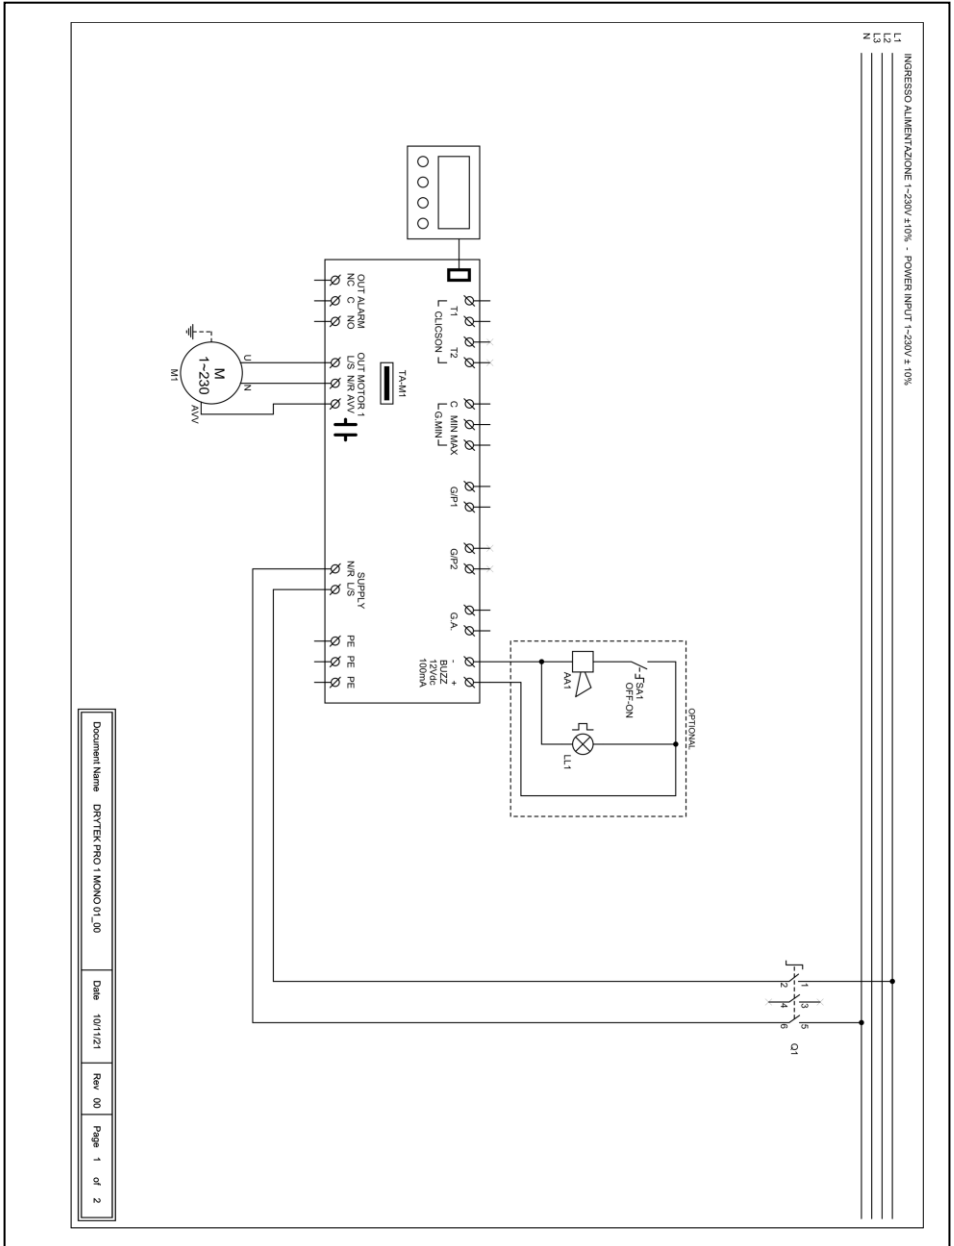 L1
L2
L3
N
INGRESSO ALIMENTAZIONE 1~230V ±10% - POWER INPUT 1~230V ± 10%
T1 T2
CLICSON
C MIN MAX
G.MIN
G/P1
G/P2
G.A.
- +
BUZZ
12Vdc
100mA
TA-M1
OUT ALARM
NC C NO
OUT MOTOR 1
L/S N/R AVV
SUPPLY
N/R L/S
PE PE PE
U
N
AVV
M
1~230
M1
OPTIONAL
SA1
OFF-ON
AA1
LL1
1 3 5
2 4 6
Q1
Document Name DRYTEK PRO 1 MONO 01_00 Date 10/11/21 Rev 00 Page 1 of 2